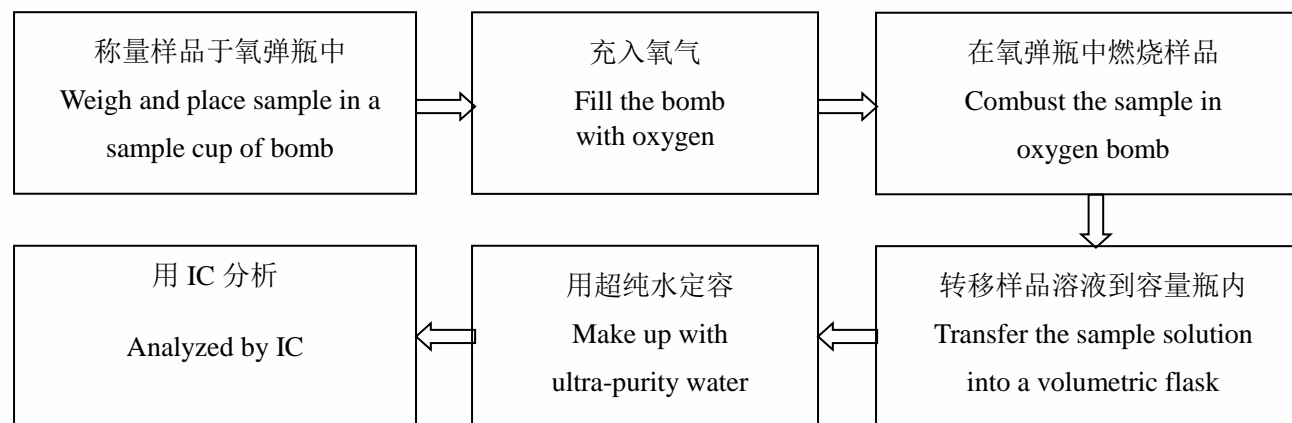 称量样品于氧弹瓶中
Weigh and place sample in a
sample cup of bomb
充入氧气
Fill the bomb
with oxygen
在氧弹瓶中燃烧样品
Combust the sample in
oxygen bomb
转移样品溶液到容量瓶内
Transfer the sample solution
into a volumetric flask
用超纯水定容
Make up with
ultra-purity water
用 IC 分析
Analyzed by IC